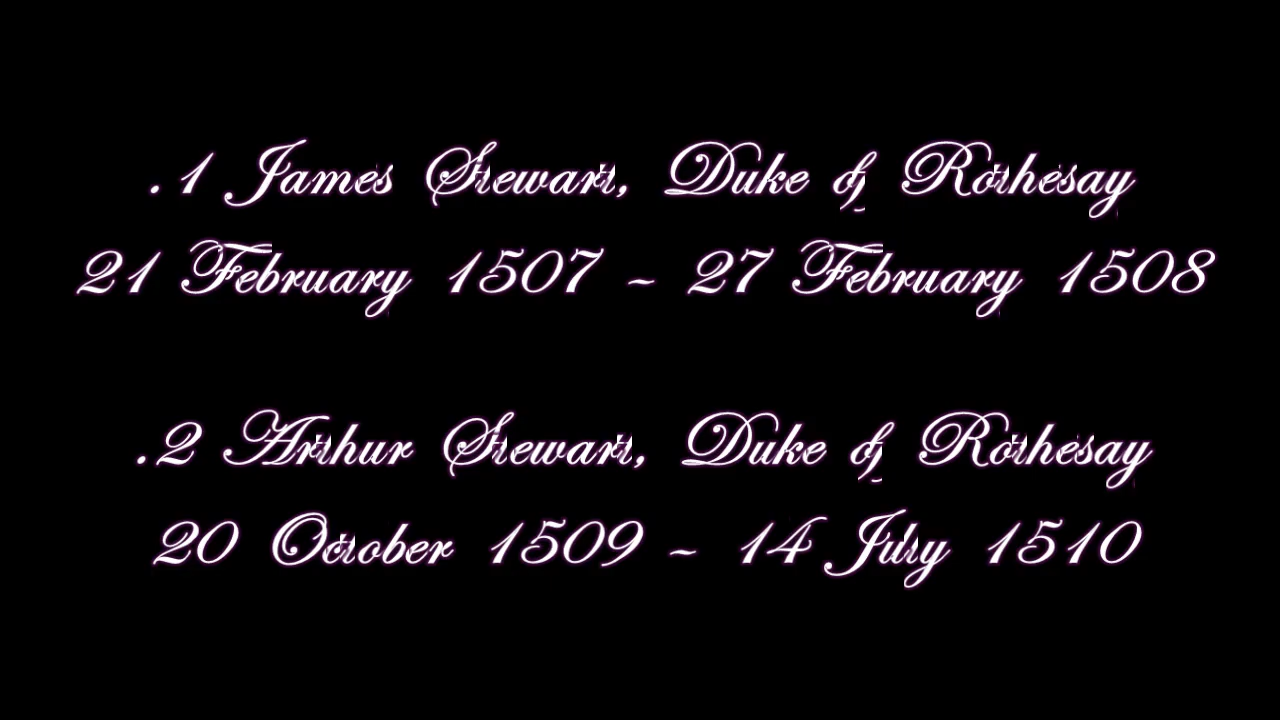 .1 James Stewart, Duke of Rothesay
21 February 1507 - 27 February 1508
.2 Arthur Stewart, Duke of Rothesay
20 October 1509 - 14 July 1510